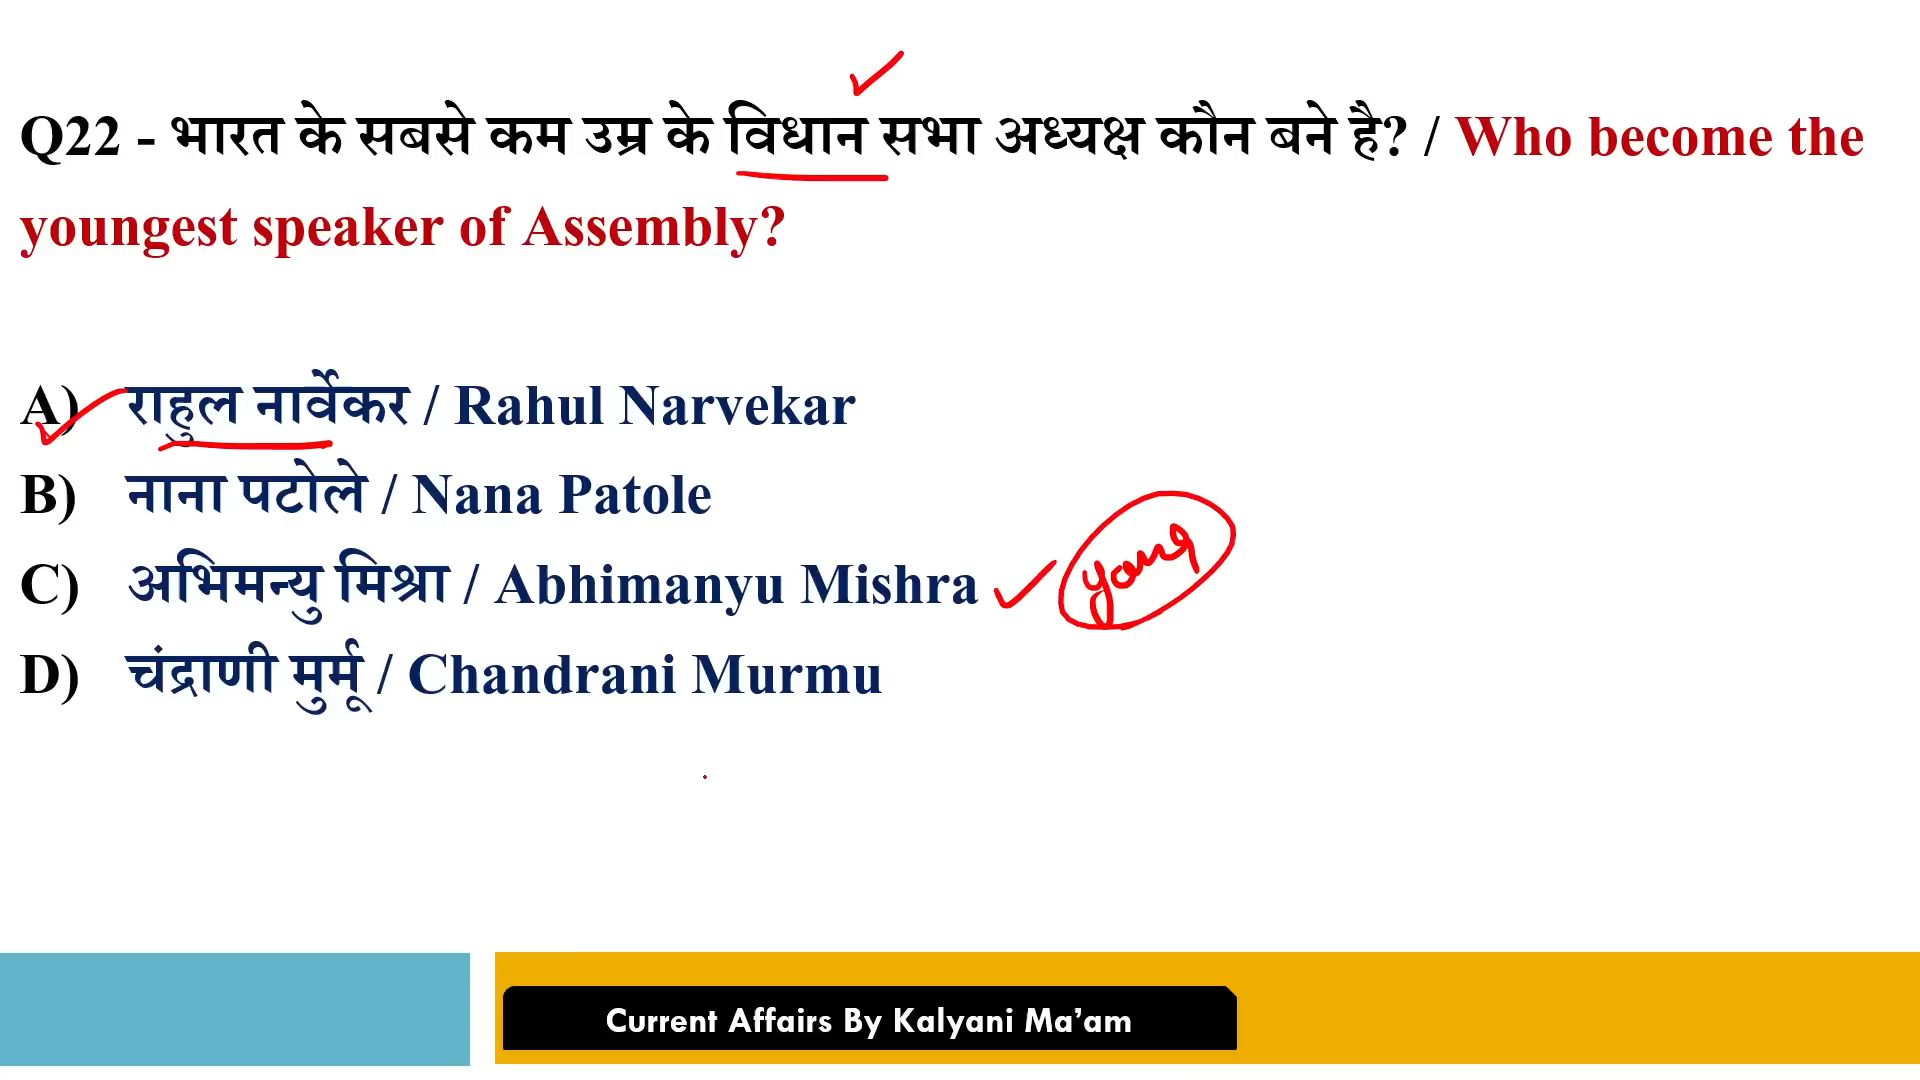 Q22 - भारत के सबसे कम उम्र के विधान सभा अध्यक्ष कौन बने है? / Who become the
youngest speaker of Assembly?
A) राहुल नार्वेकर / Rahul Narvekar
B) नाना पटोले / Nana Patole
C) अभिमन्यु मिश्रा / Abhimanyu Mishra
D) चंद्राणी मुर्मू / Chandrani Murmu
Current Affairs By Kalyani Ma’am